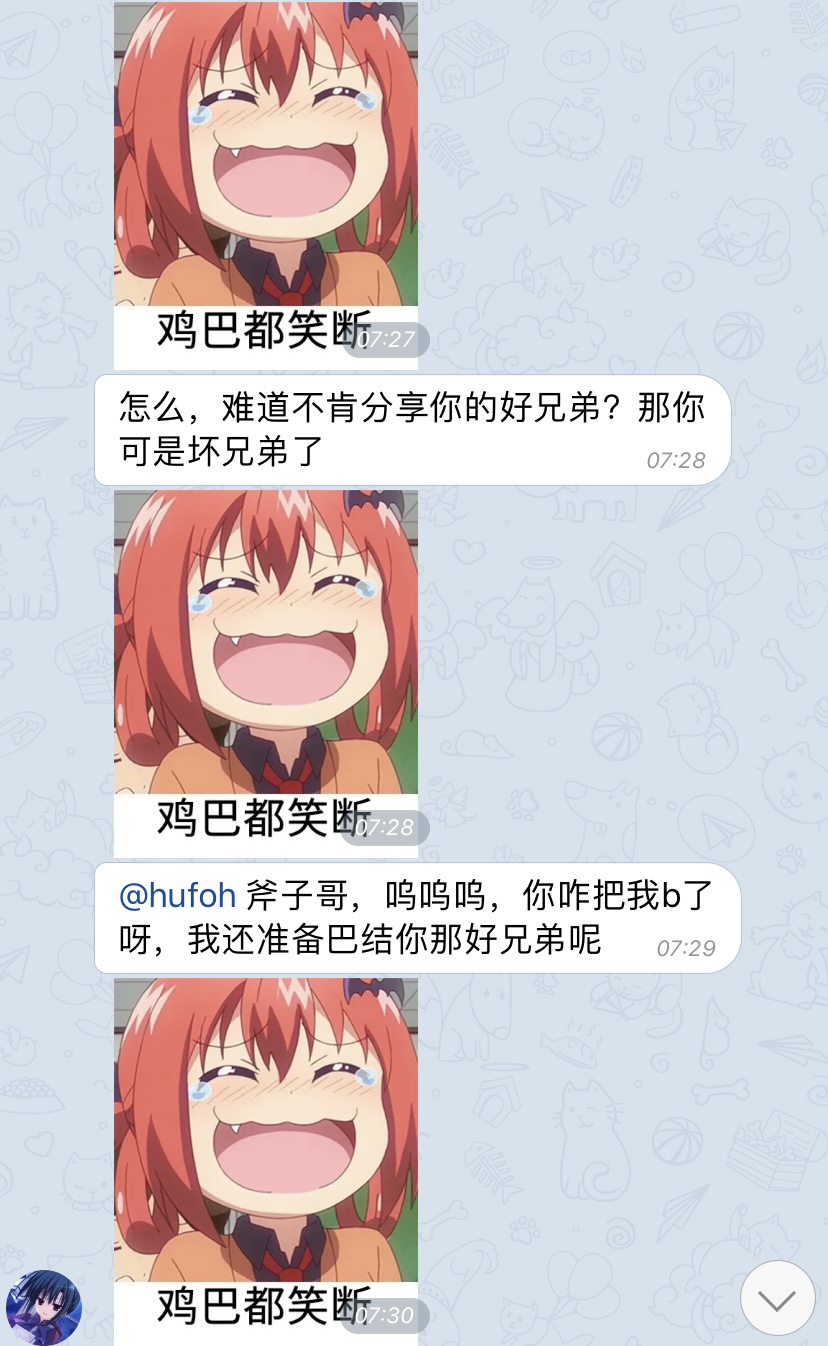 鸡巴都笑断
07:27
怎么，难道不肯分享你的好兄弟？那你
可是坏兄弟了
07:28
鸡巴都笑断
07:28
@hufoh 斧子哥，呜呜呜，你咋把我b了
呀，我还准备巴结你那好兄弟呢
07:29
鸡巴都笑断
07:30